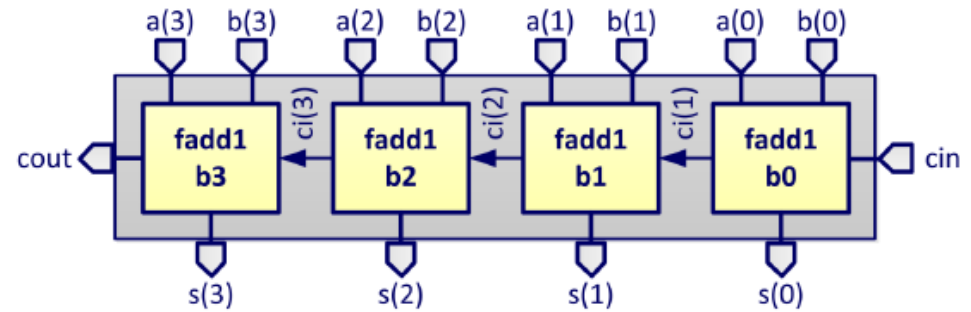 a(3) b(3) a(2) b(2) a(1) b(1) a(0) b(0)
ci(3) ci(2) ci(1)
fadd1 fadd1 fadd1 fadd1
cout b3 b2 b1 b0 cin
s(3) s(2) s(1) s(0)